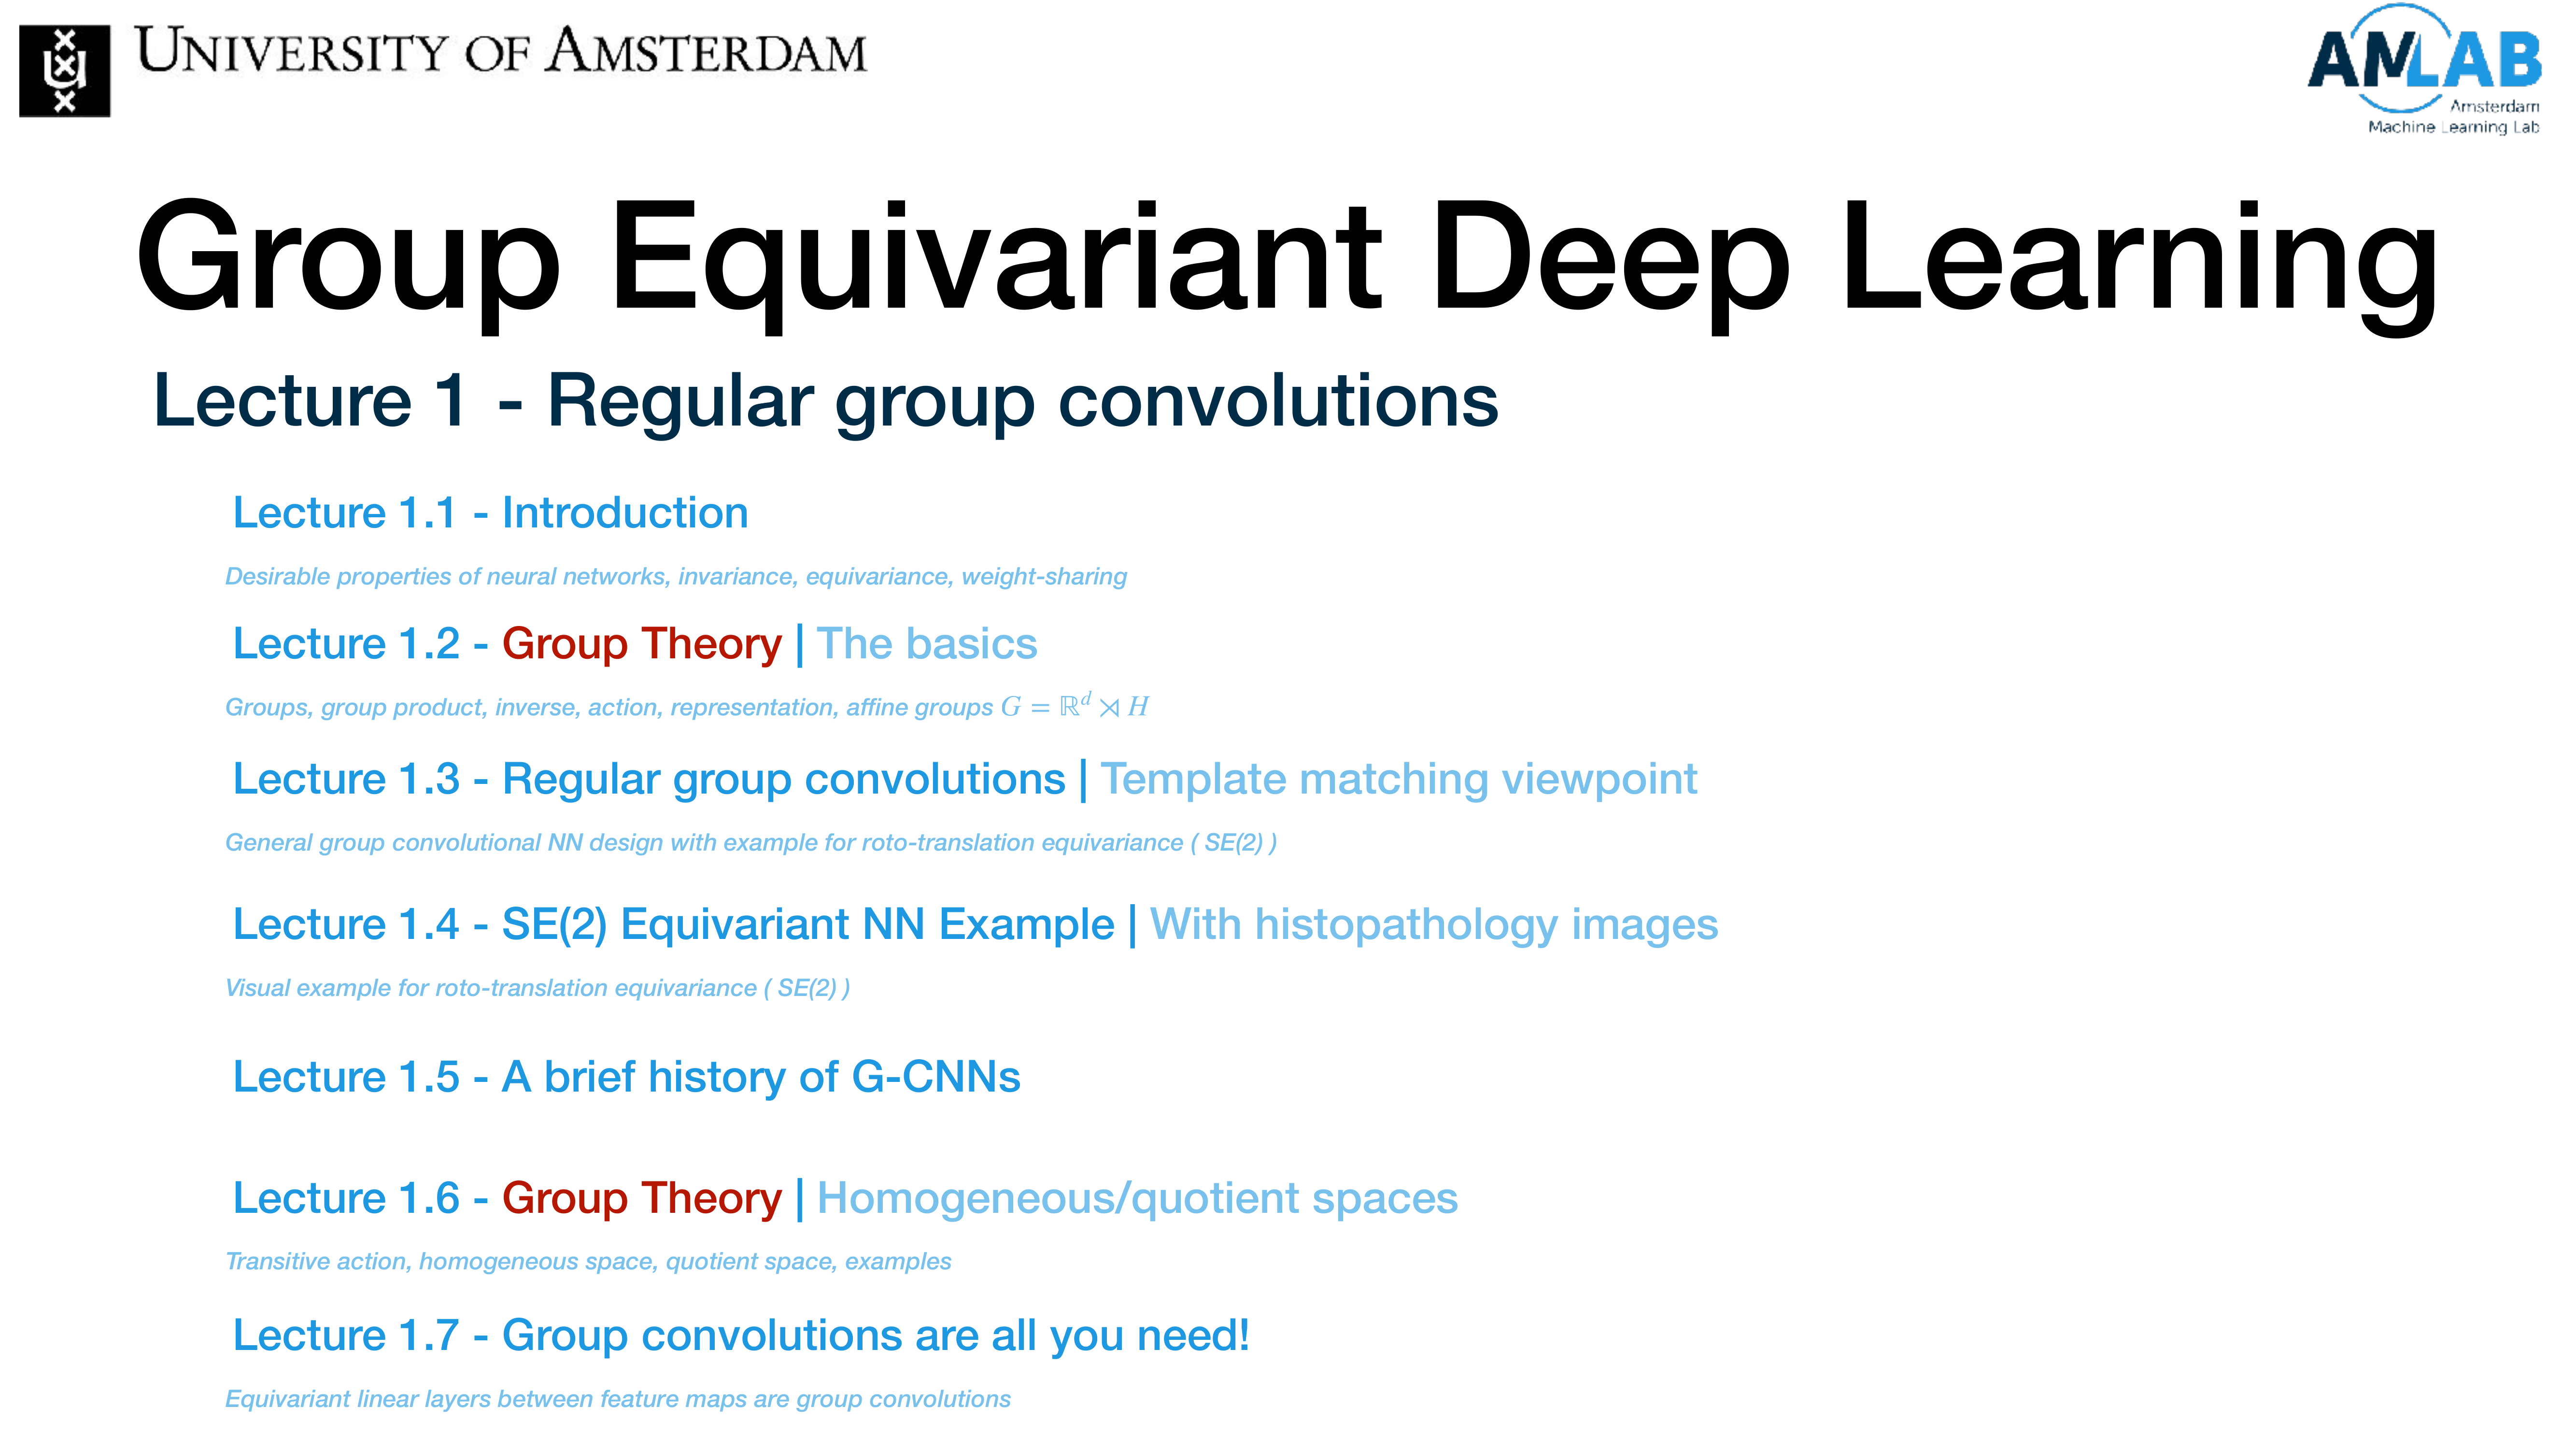 UNIVERSITY OF AMSTERDAM
AMLAB
Amsterdam
Machine Learning Lab
Group Equivariant Deep Learning
Lecture 1 - Regular group convolutions
Lecture 1.1 - Introduction
Desirable properties of neural networks, invariance, equivariance, weight-sharing
Lecture 1.2 - Group Theory | The basics
Groups, group product, inverse, action, representation, affine groups G = ℝᵈ ⋊ H
Lecture 1.3 - Regular group convolutions | Template matching viewpoint
General group convolutional NN design with example for roto-translation equivariance ( SE(2) )
Lecture 1.4 - SE(2) Equivariant NN Example | With histopathology images
Visual example for roto-translation equivariance ( SE(2) )
Lecture 1.5 - A brief history of G-CNNs
Lecture 1.6 - Group Theory | Homogeneous/quotient spaces
Transitive action, homogeneous space, quotient space, examples
Lecture 1.7 - Group convolutions are all you need!
Equivariant linear layers between feature maps are group convolutions